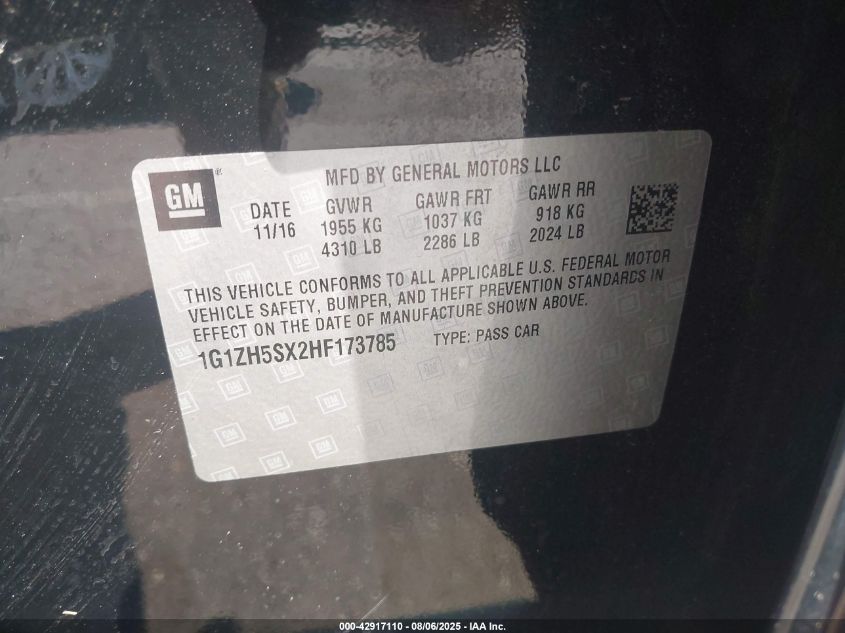 GM ®
MFD BY GENERAL MOTORS LLC
DATE GVWR GAWR FRT GAWR RR
11/16 1955 KG 1037 KG 918 KG
4310 LB 2286 LB 2024 LB
THIS VEHICLE CONFORMS TO ALL APPLICABLE U.S. FEDERAL MOTOR
VEHICLE SAFETY, BUMPER, AND THEFT PREVENTION STANDARDS IN
EFFECT ON THE DATE OF MANUFACTURE SHOWN ABOVE.
1G1ZH5SX2HF173785 TYPE: PASS CAR
000-42917110 - 08/06/2025 - IAA Inc.